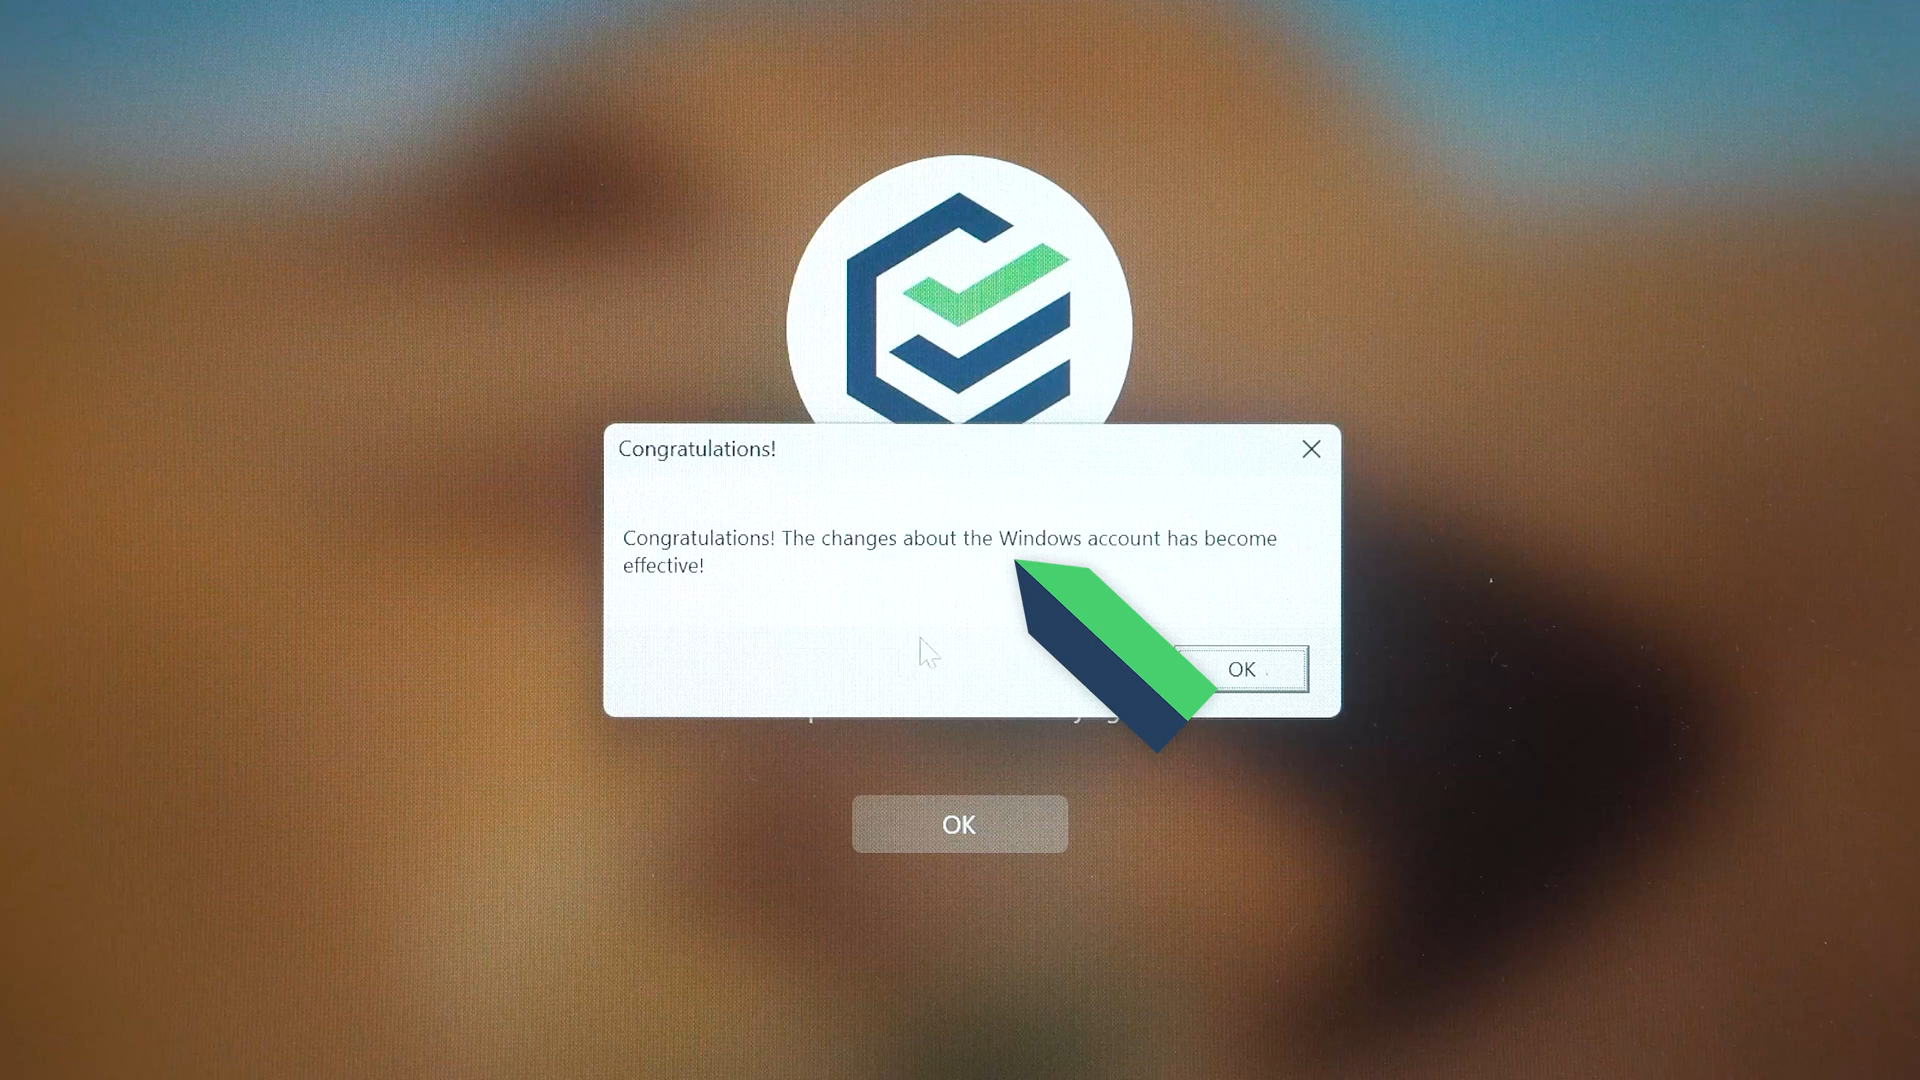 Congratulations!
Congratulations! The changes about the Windows account has become
effective!
OK
OK